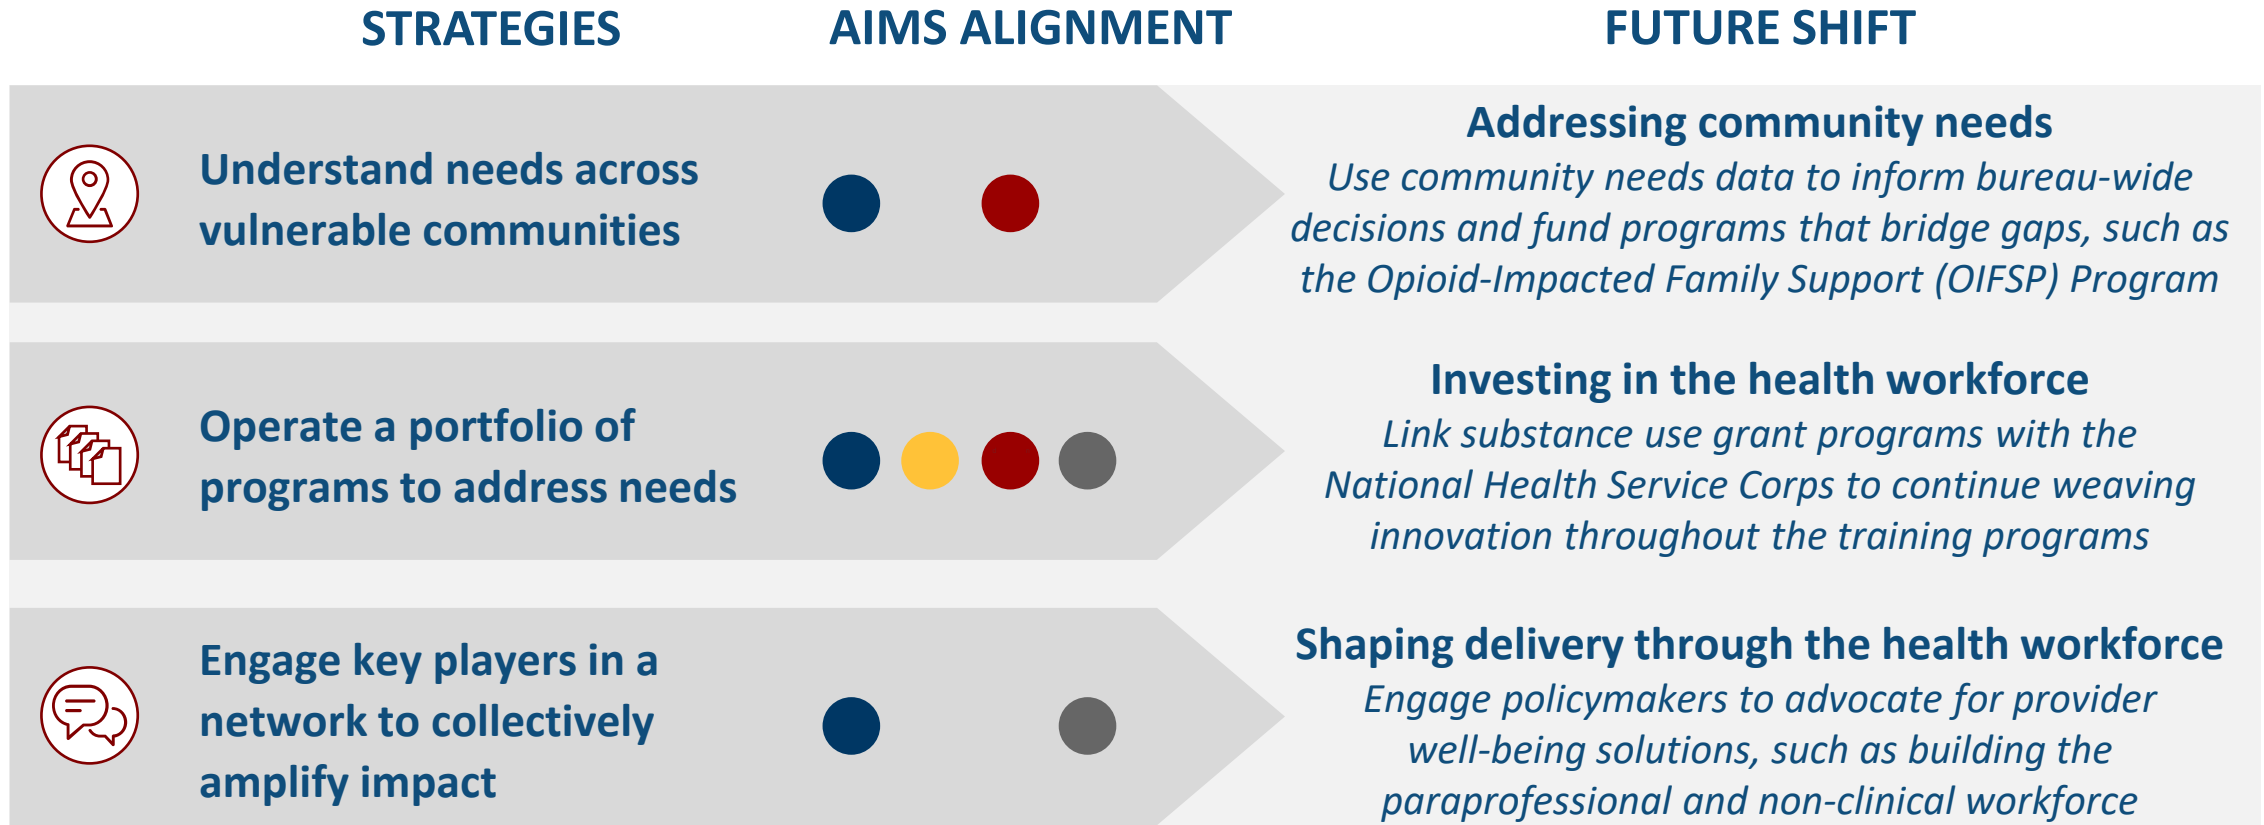 STRATEGIES
AIMS ALIGNMENT
FUTURE SHIFT
Understand needs across
vulnerable communities
Addressing community needs
Use community needs data to inform bureau-wide
decisions and fund programs that bridge gaps, such as
the Opioid-Impacted Family Support (OIFSP) Program
Operate a portfolio of
programs to address needs
Investing in the health workforce
Link substance use grant programs with the
National Health Service Corps to continue weaving
innovation throughout the training programs
Engage key players in a
network to collectively
amplify impact
Shaping delivery through the health workforce
Engage policymakers to advocate for provider
well-being solutions, such as building the
paraprofessional and non-clinical workforce